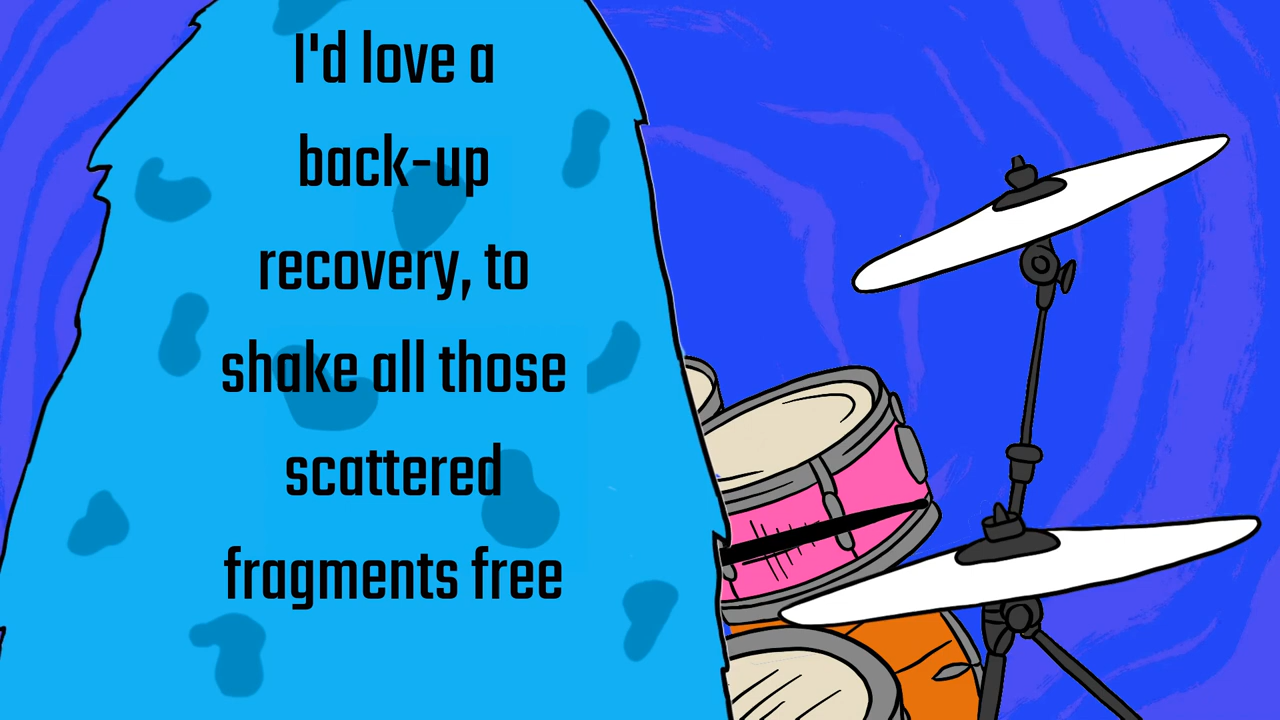 I'd love a
back-up
recovery, to
shake all those
scattered
fragments free